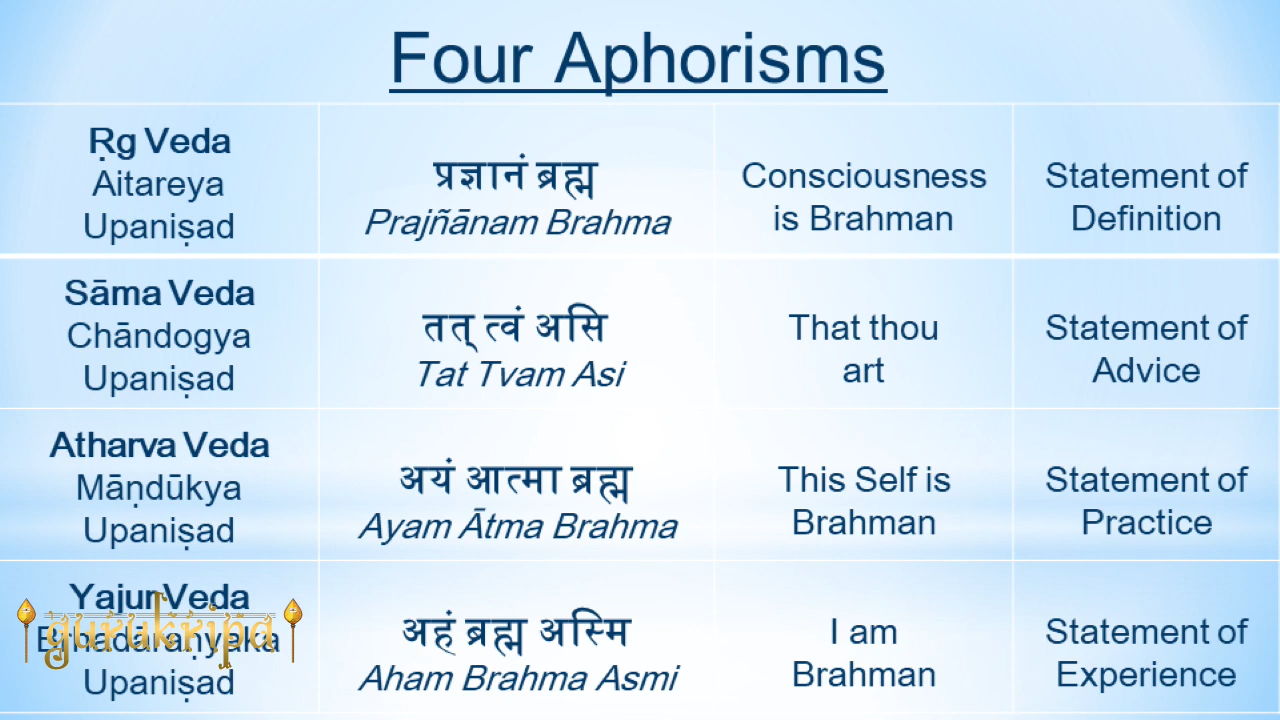 Four Aphorisms
Ṛg Veda
Aitareya
Upaniṣad
प्रज्ञानं ब्रह्म
Prajñānam Brahma
Consciousness
is Brahman
Statement of
Definition
Sāma Veda
Chāndogya
Upaniṣad
तत् त्वं असि
Tat Tvam Asi
That thou
art
Statement of
Advice
Atharva Veda
Māṇdūkya
Upaniṣad
अयं आत्मा ब्रह्म
Ayam Ātma Brahma
This Self is
Brahman
Statement of
Practice
Yajur Veda
gurukripa
Upaniṣad
अहं ब्रह्म अस्मि
Aham Brahma Asmi
I am
Brahman
Statement of
Experience